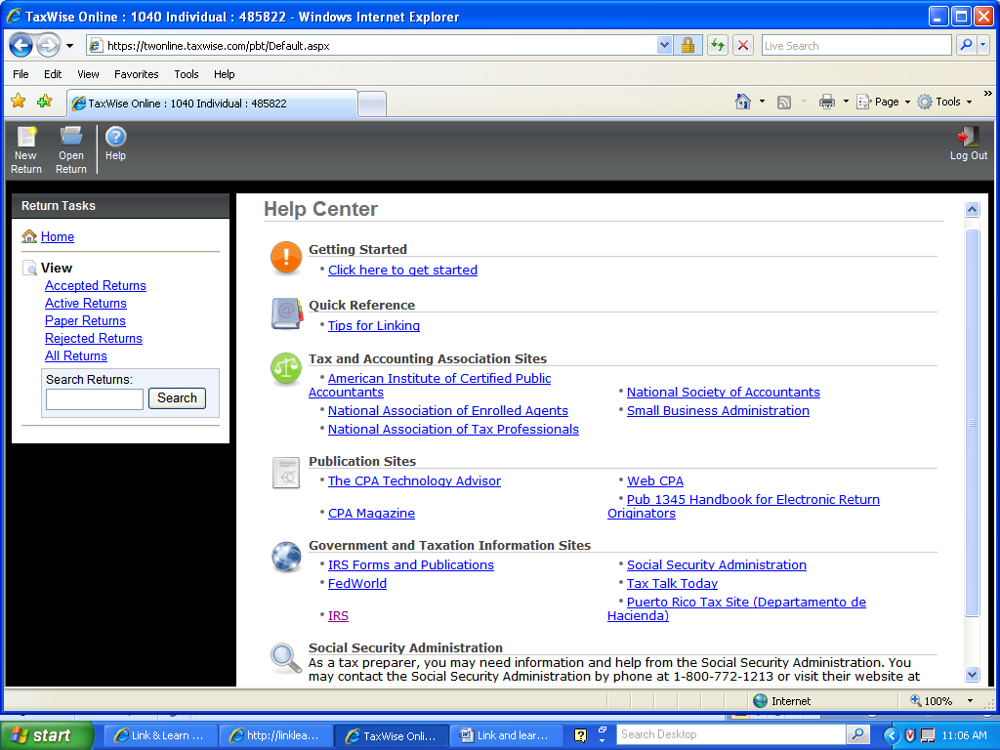 TaxWise Online : 1040 Individual : 485822 - Windows Internet Explorer
https://twonline.taxwise.com/pbt/Default.aspx
Live Search
File Edit View Favorites Tools Help
TaxWise Online : 1040 Individual : 485822
Page Tools
New Return
Open Return
Help
Log Out
Return Tasks
Home
View
Accepted Returns
Active Returns
Paper Returns
Rejected Returns
All Returns
Search Returns:
Search
Help Center
Getting Started
• Click here to get started
Quick Reference
• Tips for Linking
Tax and Accounting Association Sites
• American Institute of Certified Public
Accountants
• National Society of Accountants
• National Association of Enrolled Agents
• Small Business Administration
• National Association of Tax Professionals
Publication Sites
• The CPA Technology Advisor
• Web CPA
• CPA Magazine
• Pub 1345 Handbook for Electronic Return
Originators
Government and Taxation Information Sites
• IRS Forms and Publications
• Social Security Administration
• FedWorld
• Tax Talk Today
• IRS
• Puerto Rico Tax Site (Departamento de
Hacienda)
Social Security Administration
As a tax preparer, you may need information and help from the Social Security Administration. You
may contact the Social Security Administration by phone at 1-800-772-1213 or visit their website at
Internet
100%
start
Link & Learn ...
http://linklea...
TaxWise Onli...
Link and lear...
Search Desktop
11:06 AM